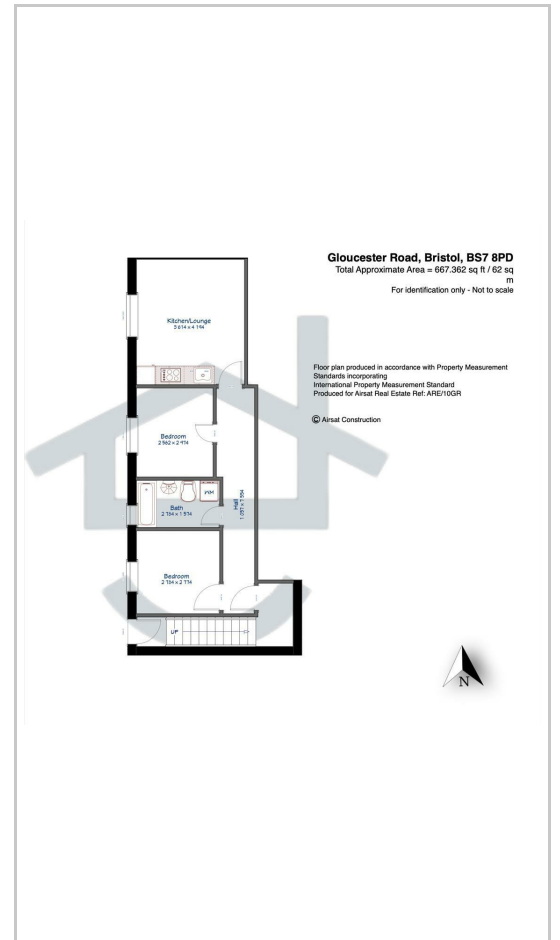 Gloucester Road, Bristol, BS7 8PD
Total Approximate Area = 667.362 sq ft / 62 sq
m
For identification only - Not to scale
Floor plan produced in accordance with Property Measurement
Standards incorporating
International Property Measurement Standard
Produced for Airsat Real Estate Ref: ARE/10GR
© Airsat Construction
Kitchen/Lounge
Bedroom
Bath
WM
Hall
Bedroom
UP
N